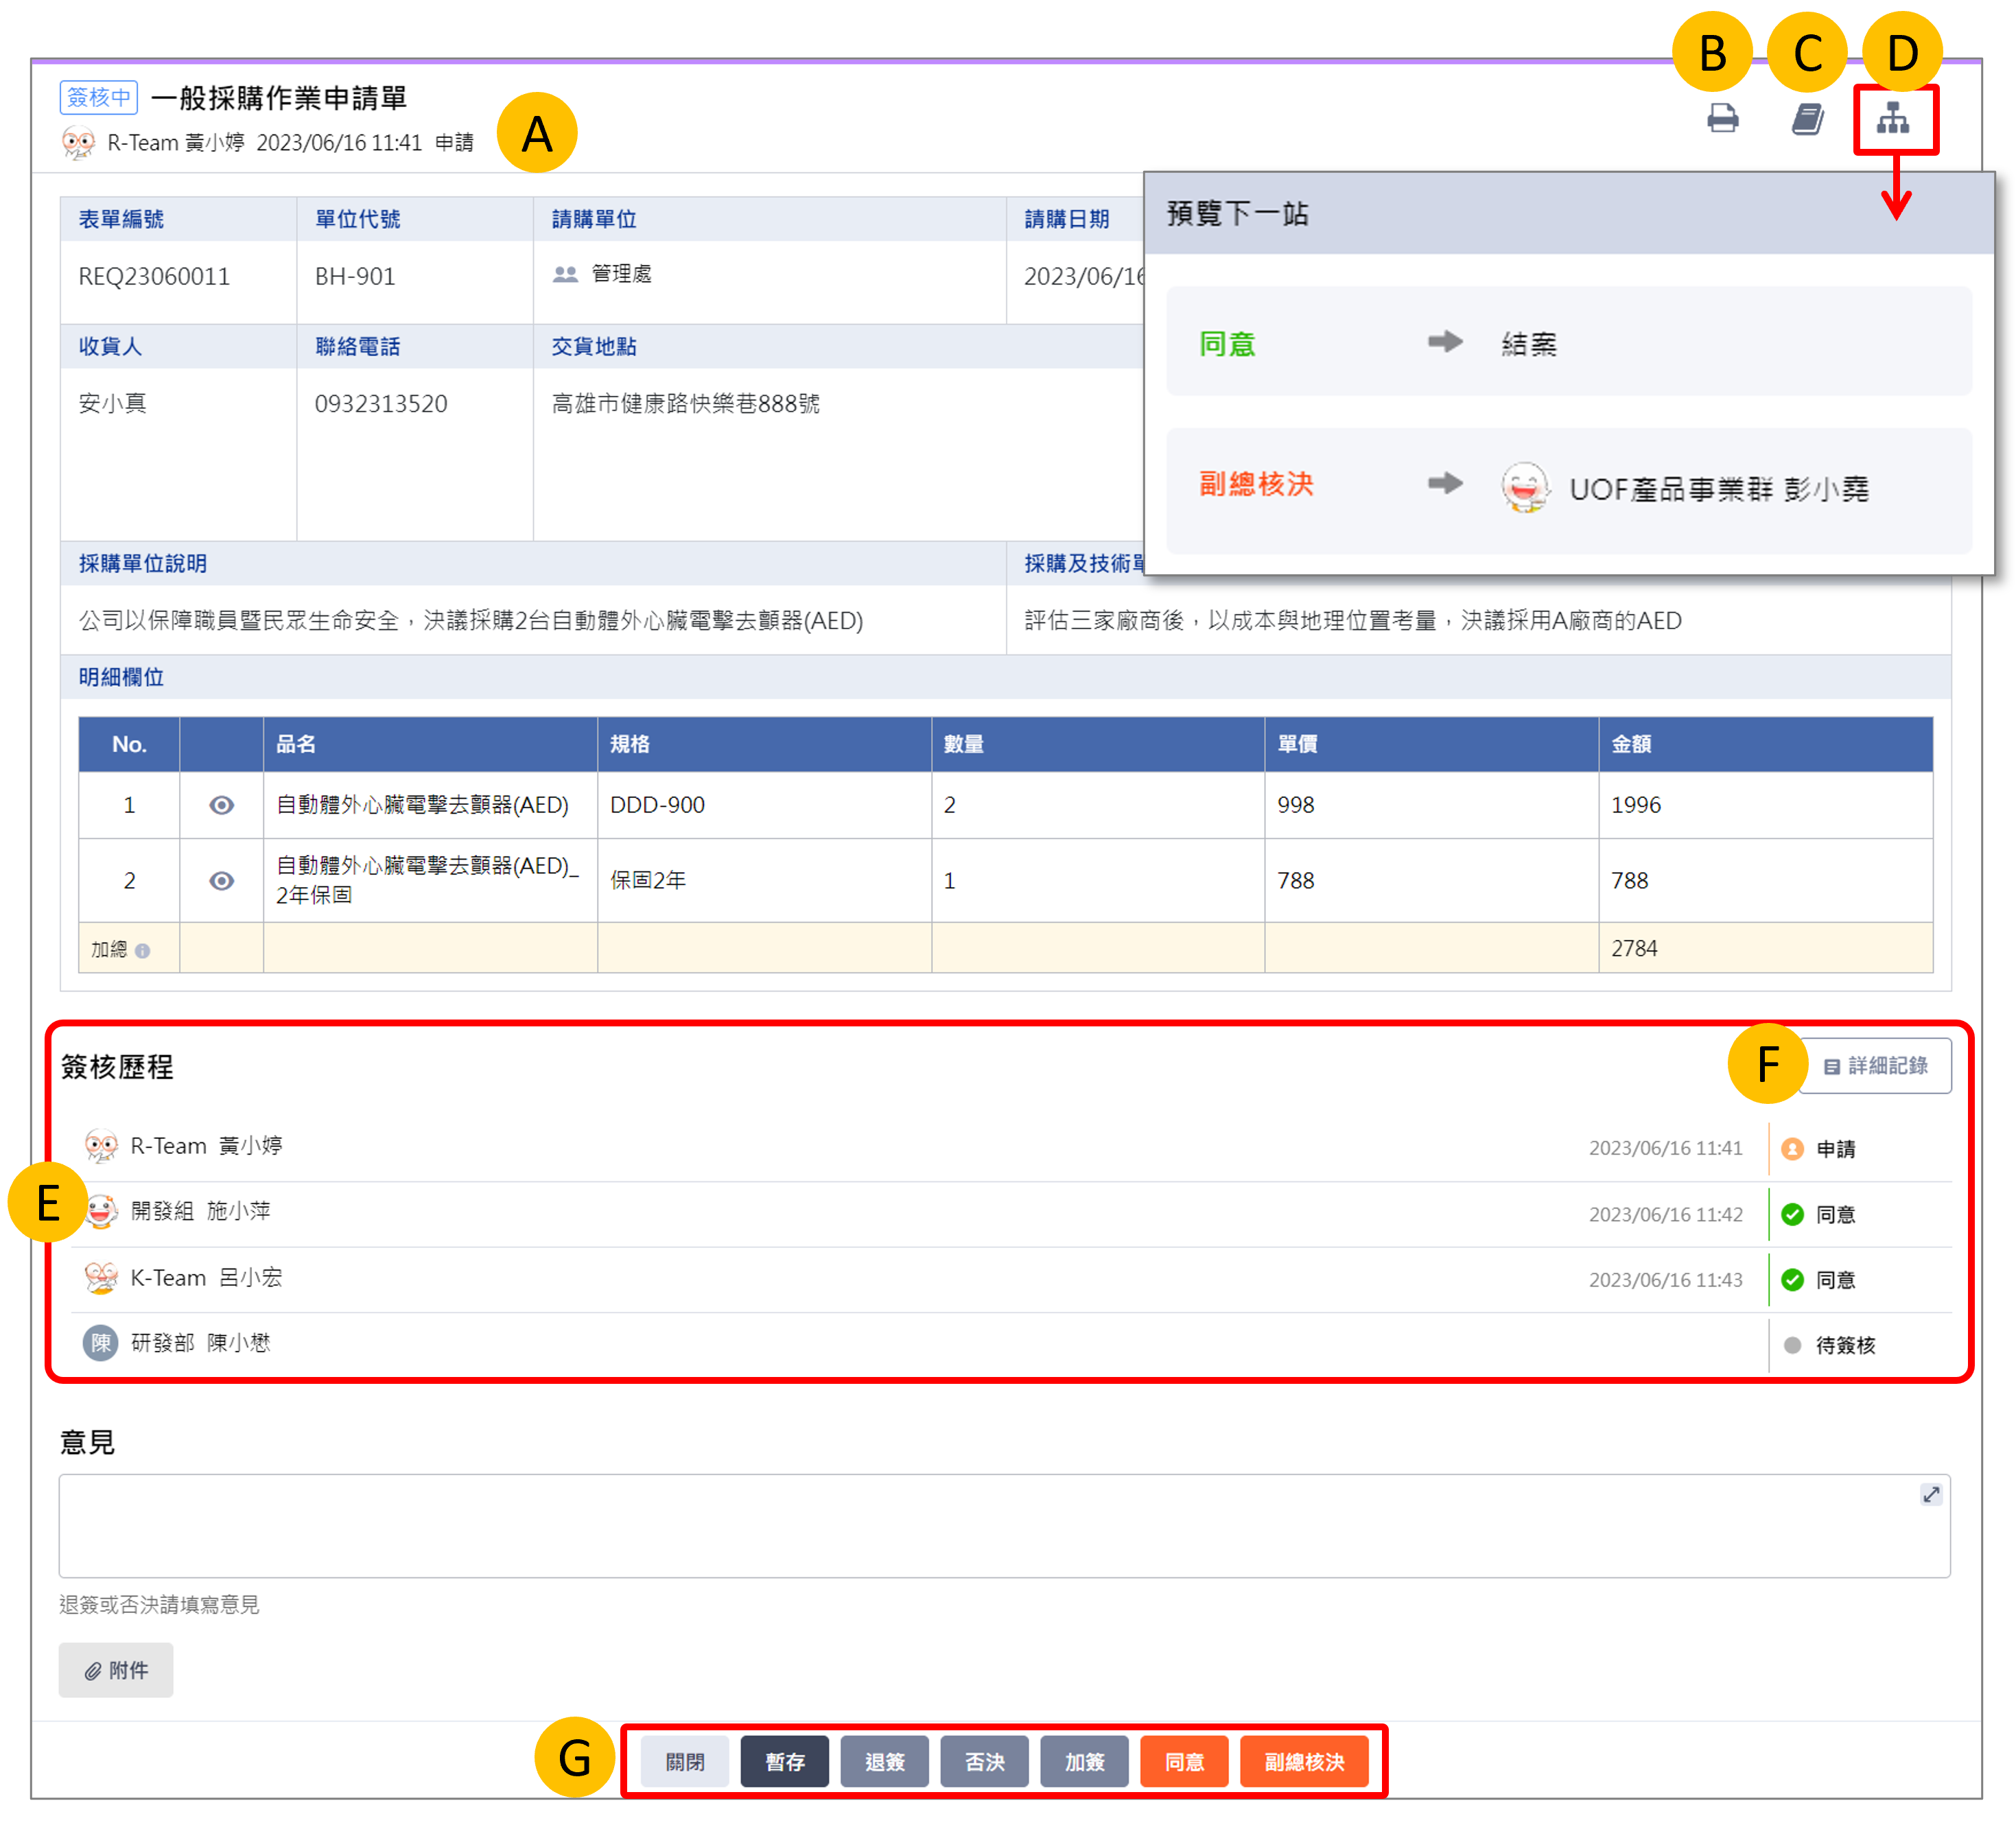 B C D
簽核中 一般採購作業申請單
R-Team 黃小婷 2023/06/16 11:41 申請 A
表單編號 單位代號 請購單位 請購日期
REQ23060011 BH-901 管理處 2023/06/16
收貨人 聯絡電話 交貨地點
安小真 0932313520 高雄市健康路快樂巷888號
預覽下一站
同意 結案
副總核決 UOF產品事業群 彭小堯
採購單位說明 採購及技術單
公司以保障職員暨民眾生命安全，決議採購2台自動體外心臟電擊去顫器(AED) 評估三家廠商後，以成本與地理位置考量，決議採用A廠商的AED
明細欄位
No. 品名 規格 數量 單價 金額
1 自動體外心臟電擊去顫器(AED) DDD-900 2 998 1996
2 自動體外心臟電擊去顫器(AED)_ 保固2年 1 788 788
2年保固
加總 2784
簽核歷程 F 詳細記錄
R-Team 黃小婷 2023/06/16 11:41 申請
E 開發組 施小萍 2023/06/16 11:42 同意
K-Team 呂小宏 2023/06/16 11:43 同意
陳 研發部 陳小懋 待簽核
意見
退簽或否決請填寫意見
附件
G 關閉 暫存 退簽 否決 加簽 同意 副總核決